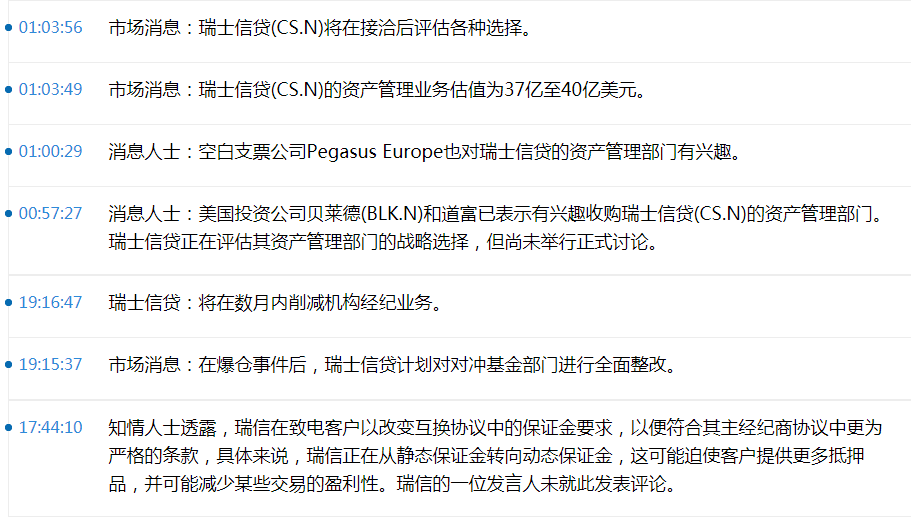 01:03:56 市场消息：瑞士信贷(CS.N)将在接洽后评估各种选择。
01:03:49 市场消息：瑞士信贷(CS.N)的资产管理业务估值为37亿至40亿美元。
01:00:29 消息人士：空白支票公司Pegasus Europe也对瑞士信贷的资产管理部门有兴趣。
00:57:27 消息人士：美国投资公司贝莱德(BLK.N)和道富已表示有兴趣收购瑞士信贷(CS.N)的资产管理部门。
瑞士信贷正在评估其资产管理部门的战略选择，但尚未举行正式讨论。
19:16:47 瑞士信贷：将在数月内削减机构经纪业务。
19:15:37 市场消息：在爆仓事件后，瑞士信贷计划对对冲基金部门进行全面整改。
17:44:10 知情人士透露，瑞信在致电客户以改变互换协议中的保证金要求，以便符合其主经纪商协议中更为
严格的条款，具体来说，瑞信正在从静态保证金转向动态保证金，这可能迫使客户提供更多抵押
品，并可能减少某些交易的盈利性。瑞信的一位发言人未就此发表评论。